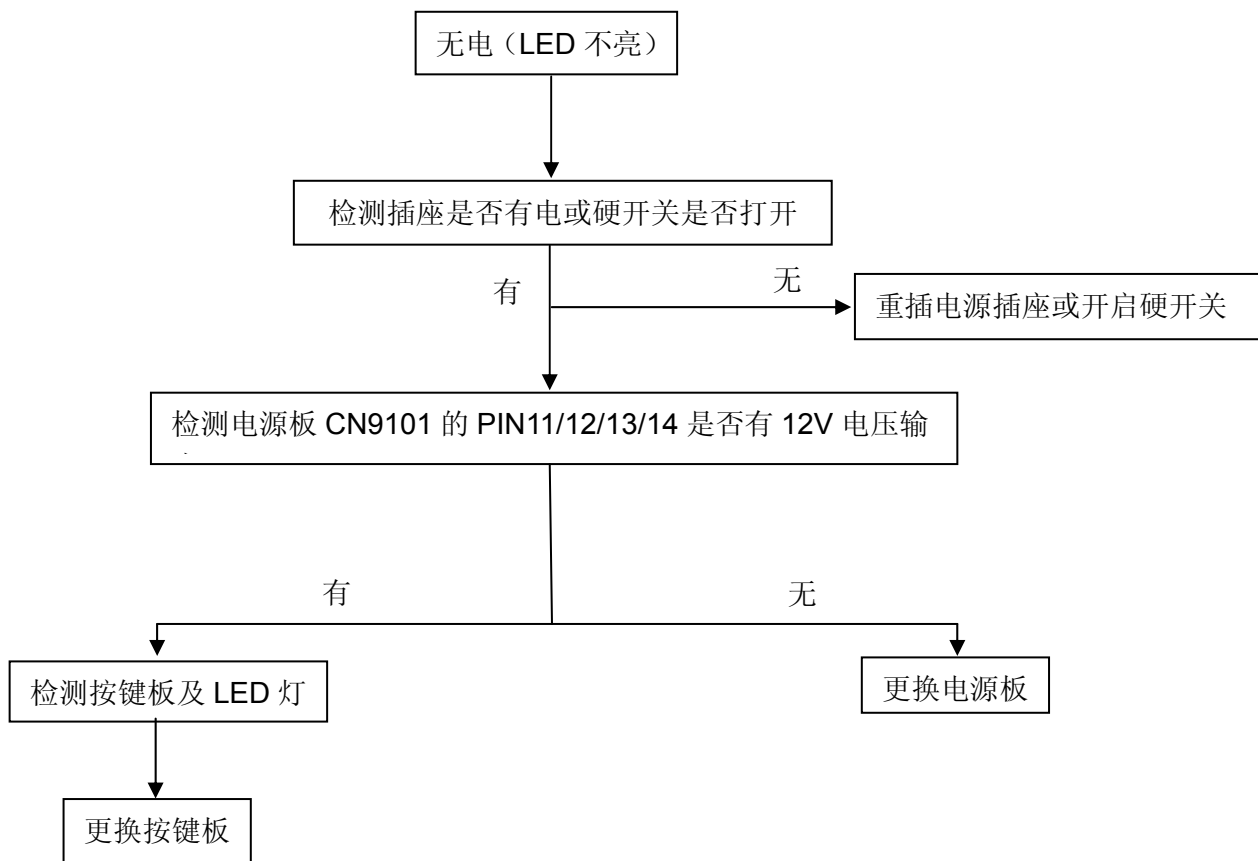 无电（LED 不亮）
检测插座是否有电或硬开关是否打开
有
无
重插电源插座或开启硬开关
检测电源板 CN9101 的 PIN11/12/13/14 是否有 12V 电压输
有
无
检测按键板及 LED 灯
更换电源板
更换按键板